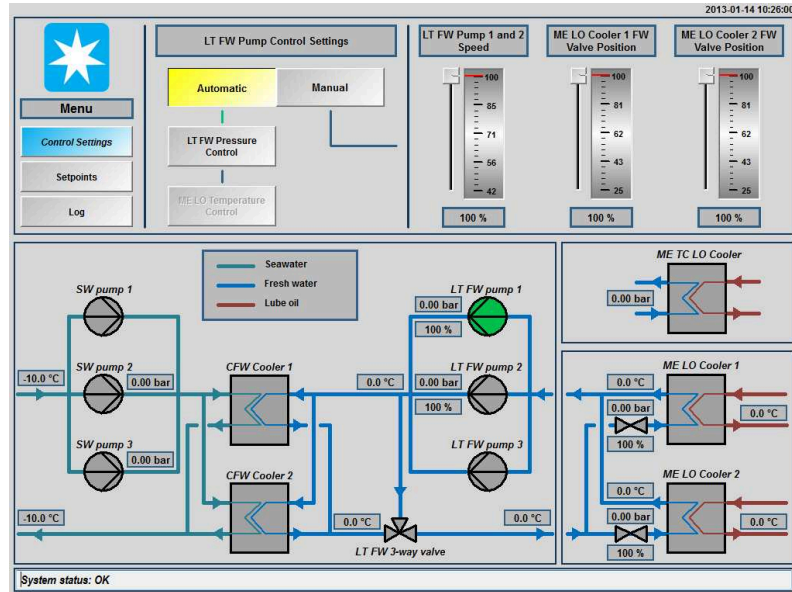 2013-01-14 10:26:00
Menu
Control Settings
Setpoints
Log
LT FW Pump Control Settings
Automatic
Manual
LT FW Pressure
Control
ME LO Temperature
Control
LT FW Pump 1 and 2
Speed
100
85
71
56
42
100 %
ME LO Cooler 1 FW
Valve Position
100
81
62
43
25
100 %
ME LO Cooler 2 FW
Valve Position
100
81
62
43
25
100 %
Seawater
Fresh water
Lube oil
SW pump 1
SW pump 2
-10.0 °C
0.00 bar
SW pump 3
0.00 bar
-10.0 °C
CFW Cooler 1
CFW Cooler 2
LT FW pump 1
0.00 bar
100 %
LT FW pump 2
0.0 °C
0.00 bar
100 %
LT FW pump 3
0.0 °C
0.0 °C
LT FW 3-way valve
ME TC LO Cooler
0.00 bar
ME LO Cooler 1
0.0 °C
0.00 bar
0.0 °C
100 %
ME LO Cooler 2
0.0 °C
0.00 bar
0.0 °C
100 %
System status: OK